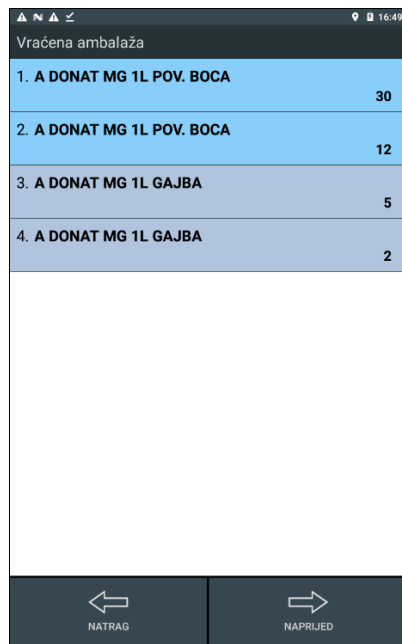 16:49
Vraćena ambalaža
1. A DONAT MG 1L POV. BOCA
30
2. A DONAT MG 1L POV. BOCA
12
3. A DONAT MG 1L GAJBA
5
4. A DONAT MG 1L GAJBA
2
NATRAG
NAPRIJED